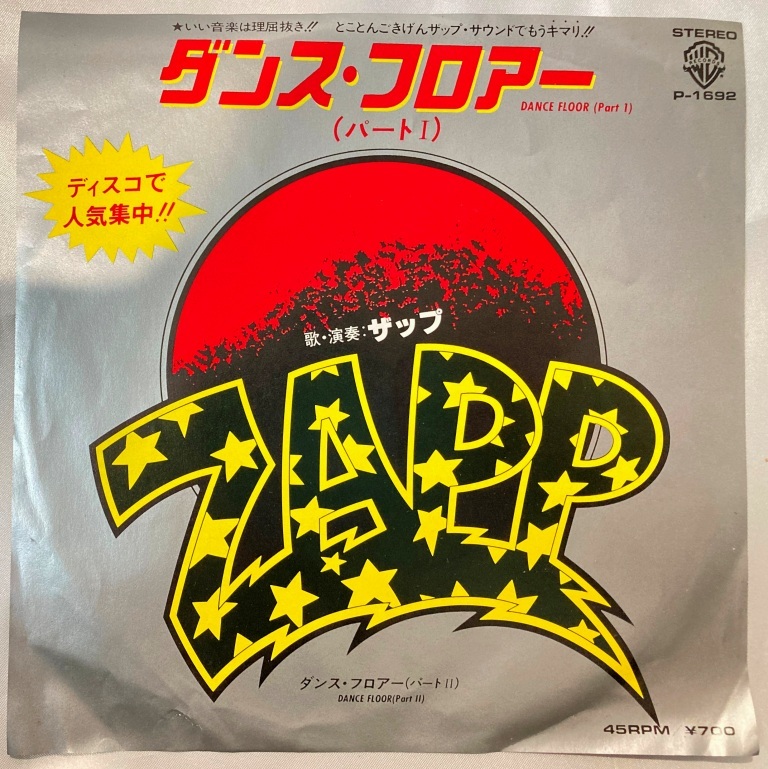 ★いい音楽は理屈抜き!! とことんごきげんザップ・サウンドでもうキマリ!!
STEREO
ダンス・フロアー
DANCE FLOOR (Part I)
RECORDS
P-1692
(パートI)
ディスコで
人気集中!!
歌・演奏:ザップ
ZAPP
ダンス・フロアー(パートII)
DANCE FLOOR(Part II)
45RPM ¥700